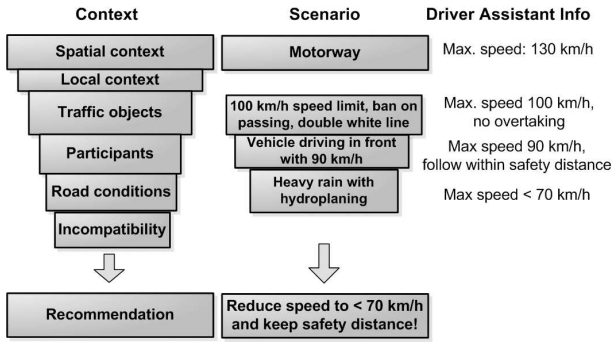 Context
Scenario
Driver Assistant Info
Spatial context
Motorway
Max. speed: 130 km/h
Local context
Traffic objects
100 km/h speed limit, ban on
passing, double white line
Max. speed 100 km/h,
no overtaking
Participants
Vehicle driving in front
with 90 km/h
Max speed 90 km/h,
follow within safety distance
Road conditions
Heavy rain with
hydroplaning
Max speed < 70 km/h
Incompatibility
Recommendation
Reduce speed to < 70 km/h
and keep safety distance!